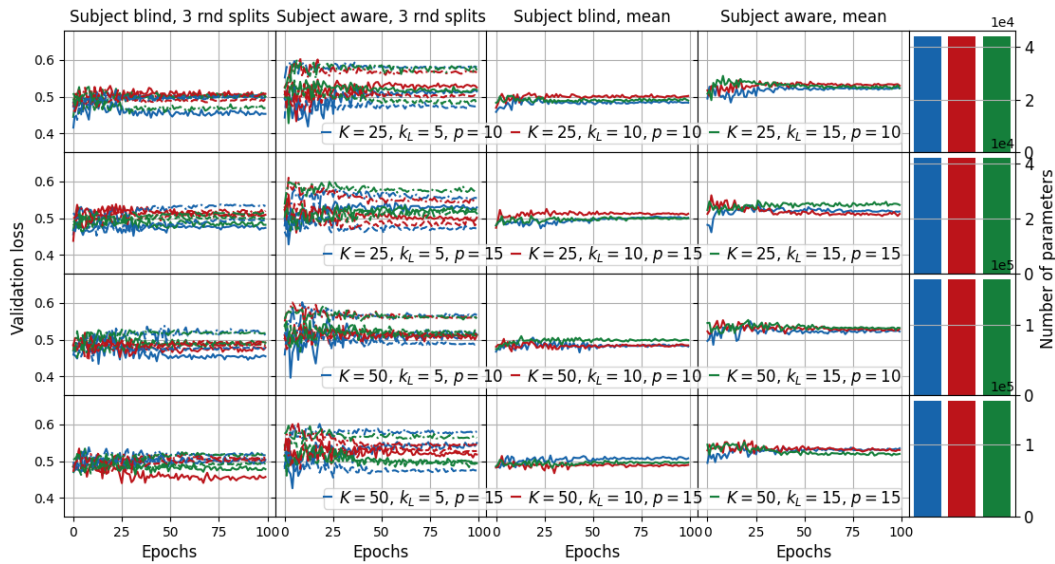 Subject blind, 3 rnd splits Subject aware, 3 rnd splits Subject blind, mean Subject aware, mean 1e4
0.6
0.5
0.4
K = 25, k_L = 5, p = 10 K = 25, k_L = 10, p = 10 K = 25, k_L = 15, p = 10
4
2
0
1e4
0.6
0.5
0.4
K = 25, k_L = 5, p = 15 K = 25, k_L = 10, p = 15 K = 25, k_L = 15, p = 15
4
2
0
1e5
0.6
0.5
0.4
K = 50, k_L = 5, p = 10 K = 50, k_L = 10, p = 10 K = 50, k_L = 15, p = 10
1
0
1e5
0.6
0.5
0.4
K = 50, k_L = 5, p = 15 K = 50, k_L = 10, p = 15 K = 50, k_L = 15, p = 15
1
0
Validation loss
Number of parameters
0 25 50 75 100 0 25 50 75 100 0 25 50 75 100 0 25 50 75 100
Epochs Epochs Epochs Epochs